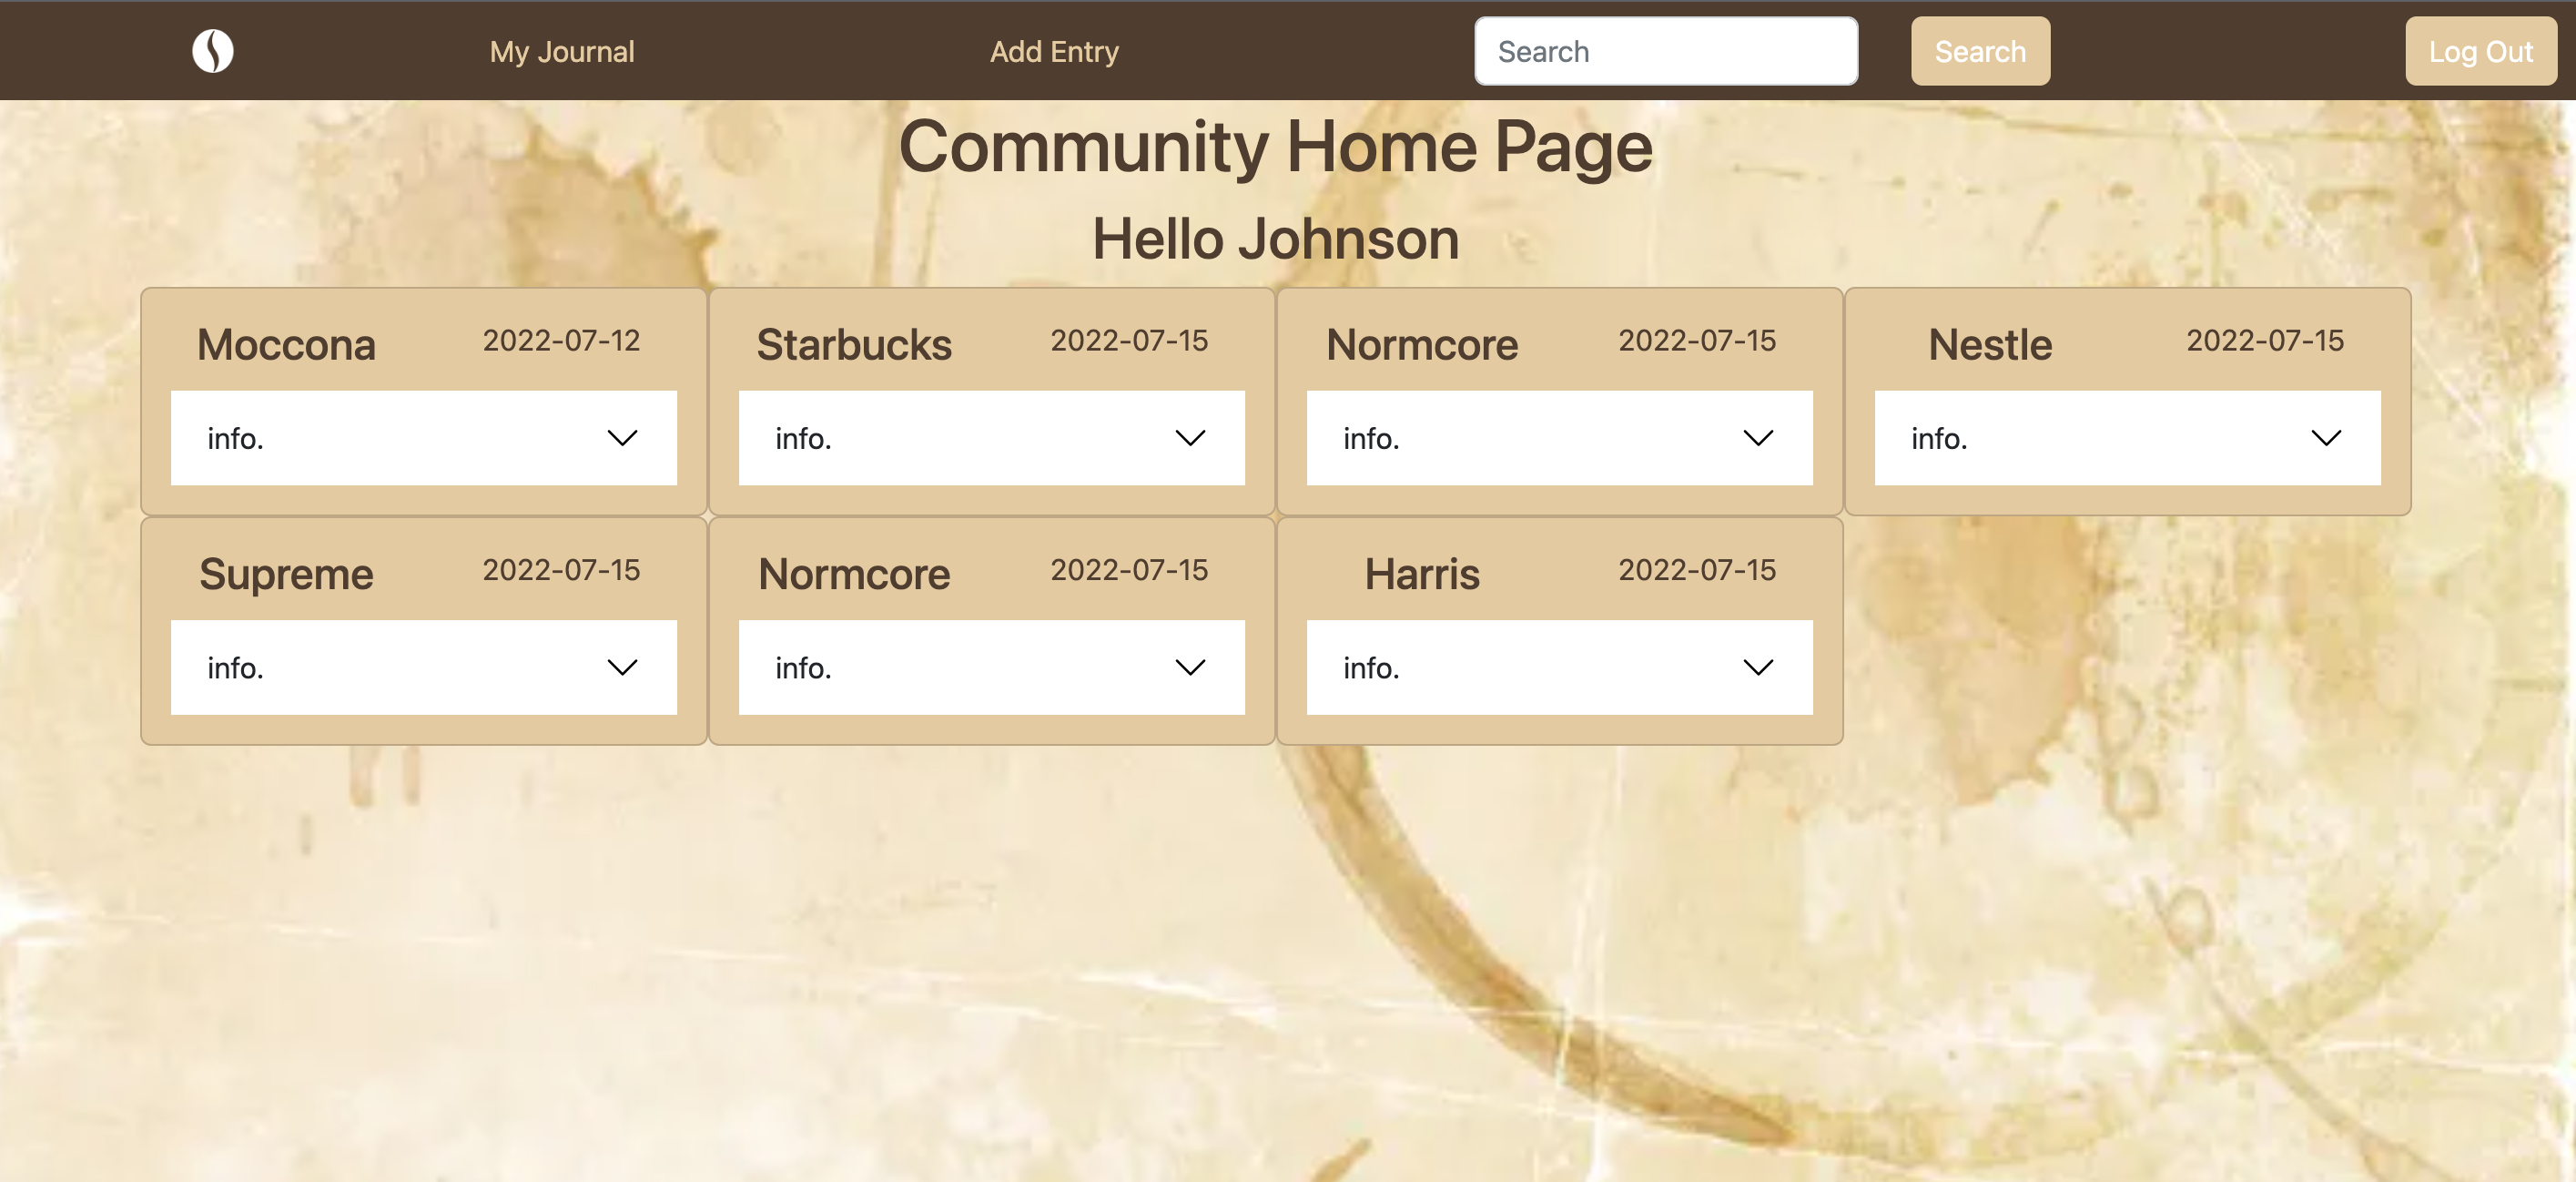 My Journal Add Entry Search Search Log Out
Community Home Page
Hello Johnson
Moccona 2022-07-12 Starbucks 2022-07-15 Normcore 2022-07-15 Nestle 2022-07-15
info. info. info. info.
Supreme 2022-07-15 Normcore 2022-07-15 Harris 2022-07-15
info. info. info.